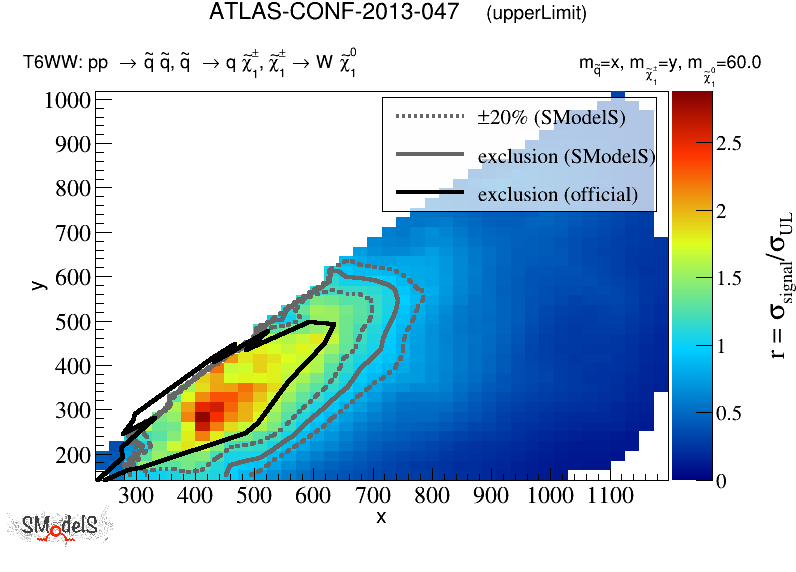 ATLAS-CONF-2013-047 (upperLimit)
T6WW: pp → q̃ q̃, q̃ → q χ̃₁±, χ̃₁± → W χ̃₁⁰
m_q̃=x, m_χ̃₁±=y, m_χ̃₁⁰=60.0
±20% (SModelS)
exclusion (SModelS)
exclusion (official)
1000
900
800
700
600
500
400
300
200
y
300 400 500 600 700 800 900 1000 1100
x
2.5
2
1.5
1
0.5
0
r = σ_signal/σ_UL
SModelS